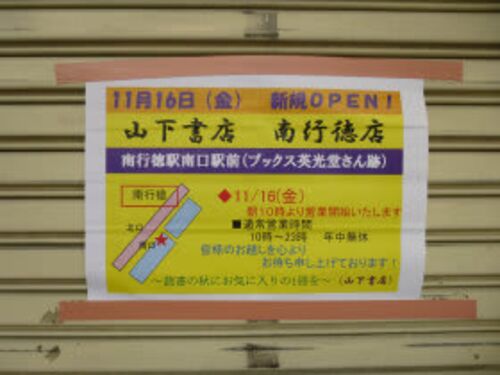 11月16日(金) 新規OPEN!
山下書店 南行徳店
南行徳駅南口駅前(ブックス英光堂さん跡)
南行徳
北口
南口
◆11/16(金)
朝10時より営業開始いたします
■通常営業時間
10時~23時 年中無休
皆様のお越しを心より
お待ち申し上げております!
~読書の秋にお気に入りの1冊を~(山下書店)